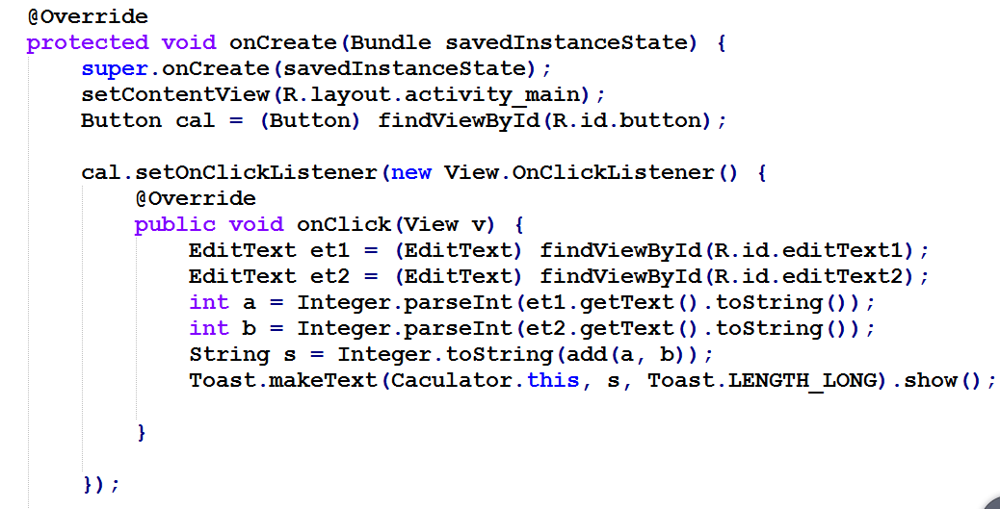 @Override
protected void onCreate(Bundle savedInstanceState) {
super.onCreate(savedInstanceState);
setContentView(R.layout.activity_main);
Button cal = (Button) findViewById(R.id.button);
cal.setOnClickListener(new View.OnClickListener() {
@Override
public void onClick(View v) {
EditText et1 = (EditText) findViewById(R.id.editText1);
EditText et2 = (EditText) findViewById(R.id.editText2);
int a = Integer.parseInt(et1.getText().toString());
int b = Integer.parseInt(et2.getText().toString());
String s = Integer.toString(add(a, b));
Toast.makeText(Caculator.this, s, Toast.LENGTH_LONG).show();
}
});